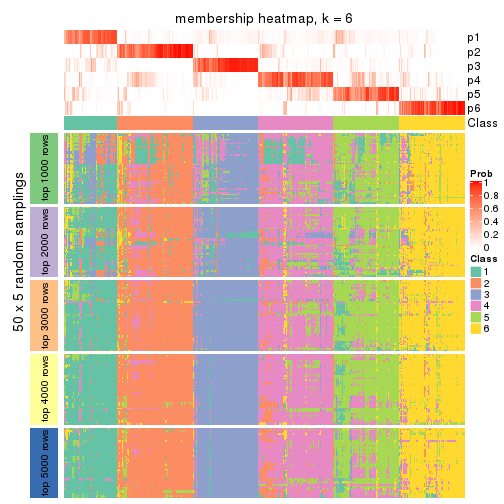 membership heatmap, k = 6
p1
p2
p3
p4
p5
p6
Class
50 x 5 random samplings
top 1000 rows
top 2000 rows
top 3000 rows
top 4000 rows
top 5000 rows
Prob
1
0.8
0.6
0.4
0.2
0
Class
1
2
3
4
5
6